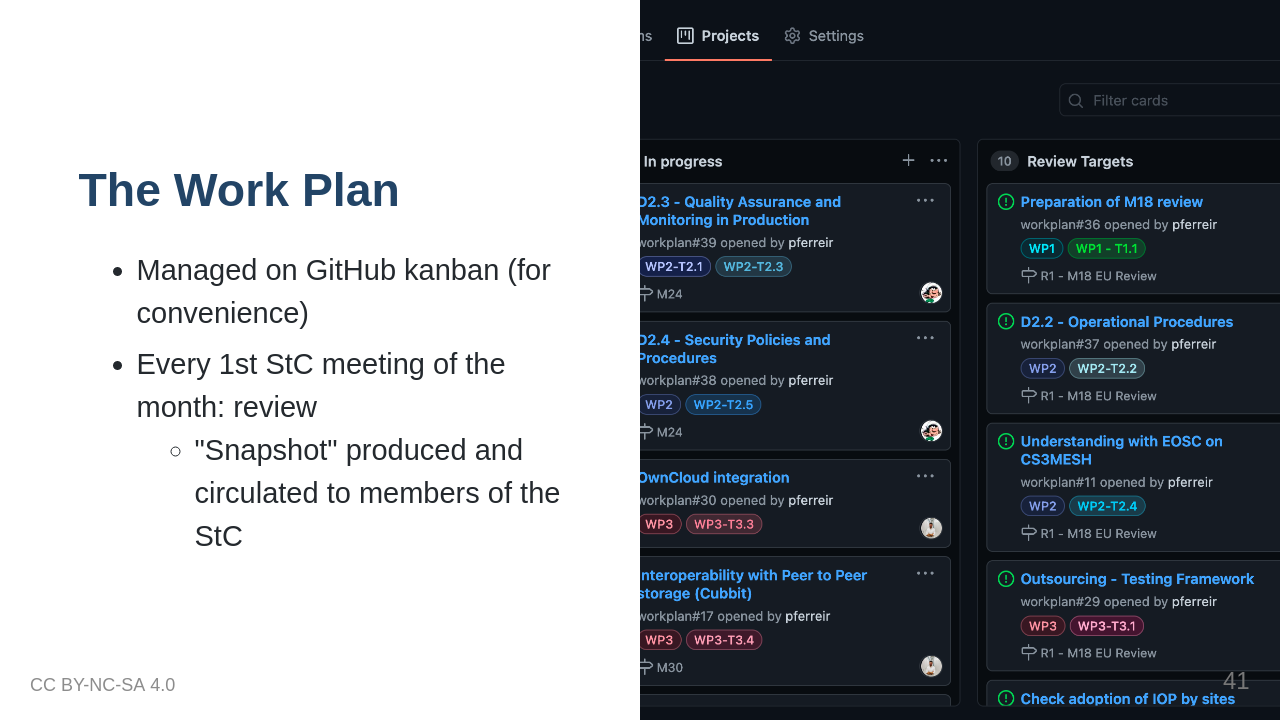 The Work Plan
Managed on GitHub kanban (for
convenience)
Every 1st StC meeting of the
month: review
"Snapshot" produced and
circulated to members of the
StC
CC BY-NC-SA 4.0
ns
Projects
Settings
Filter cards
In progress
D2.3 - Quality Assurance and
Monitoring in Production
workplan#39 opened by pferreir
WP2-T2.1 WP2-T2.3
M24
D2.4 - Security Policies and
Procedures
workplan#38 opened by pferreir
WP2 WP2-T2.5
M24
OwnCloud integration
workplan#30 opened by pferreir
WP3 WP3-T3.3
Interoperability with Peer to Peer
storage (Cubbit)
workplan#17 opened by pferreir
WP3 WP3-T3.4
M30
10 Review Targets
Preparation of M18 review
workplan#36 opened by pferreir
WP1 WP1 - T1.1
R1 - M18 EU Review
D2.2 - Operational Procedures
workplan#37 opened by pferreir
WP2 WP2-T2.2
R1 - M18 EU Review
Understanding with EOSC on
CS3MESH
workplan#11 opened by pferreir
WP2 WP2-T2.4
R1 - M18 EU Review
Outsourcing - Testing Framework
workplan#29 opened by pferreir
WP3 WP3-T3.1
R1 - M18 EU Review
Check adoption of IOP by sites
41